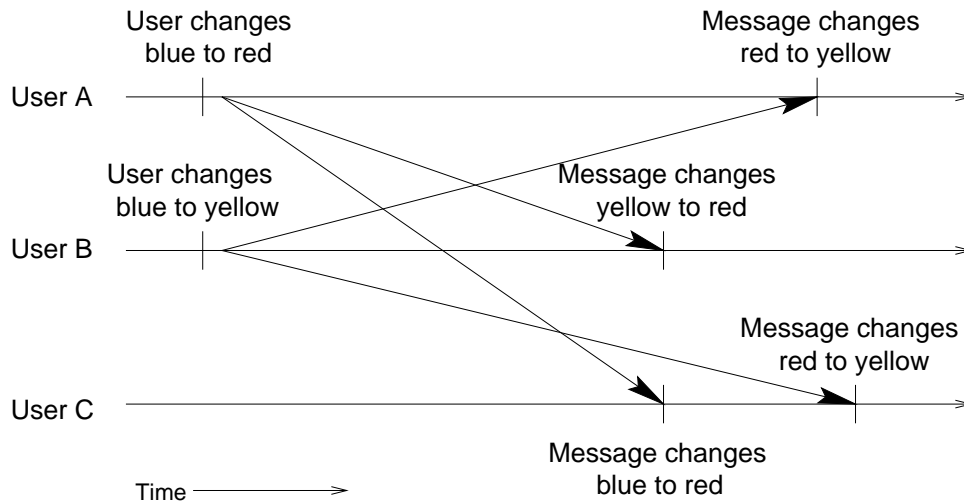 User changes
blue to red
Message changes
red to yellow
User A
User changes
blue to yellow
Message changes
yellow to red
User B
Message changes
red to yellow
User C
Message changes
blue to red
Time